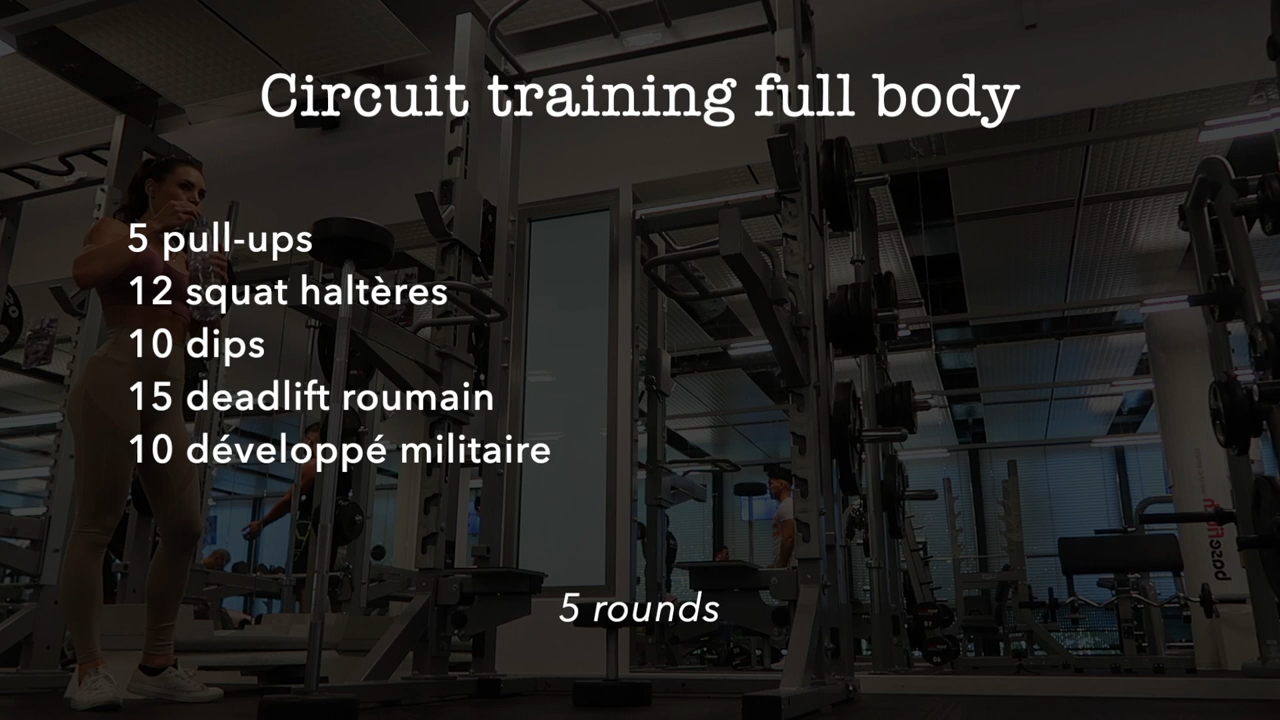 Circuit training full body
5 pull-ups
12 squat haltères
10 dips
15 deadlift roumain
10 développé militaire
5 rounds